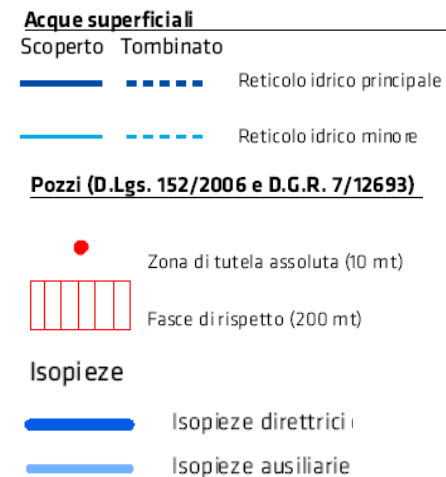 Acque superficiali
Scoperto Tombinato
Reticolo idrico principale
Reticolo idrico minore
Pozzi (D.Lgs. 152/2006 e D.G.R. 7/12693)
Zona di tutela assoluta (10 mt)
Fasce di rispetto (200 mt)
Isopieze
Isopieze direttrici
Isopieze ausiliarie